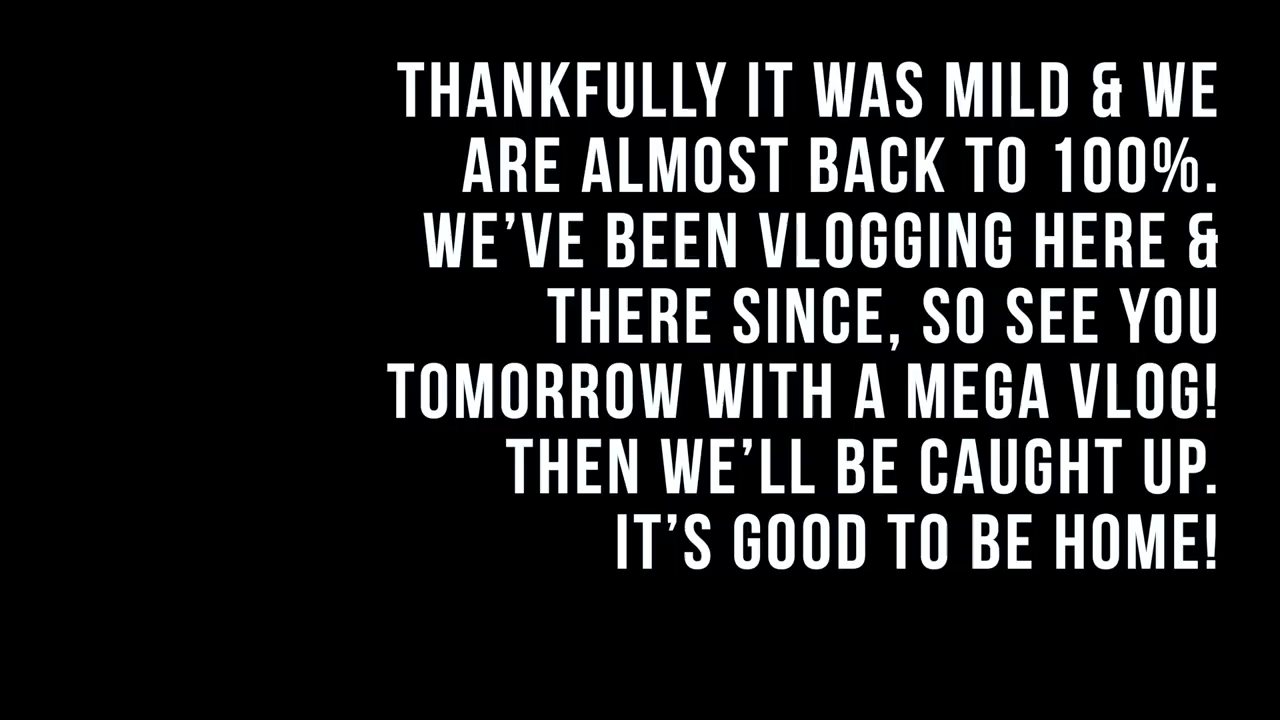 THANKFULLY IT WAS MILD & WE
ARE ALMOST BACK TO 100%.
WE’VE BEEN VLOGGING HERE &
THERE SINCE, SO SEE YOU
TOMORROW WITH A MEGA VLOG!
THEN WE’LL BE CAUGHT UP.
IT’S GOOD TO BE HOME!